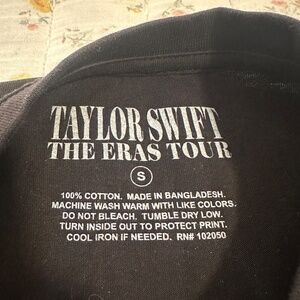 TAYLOR SWIFT
THE ERAS TOUR
S
100% COTTON. MADE IN BANGLADESH.
MACHINE WASH WARM WITH LIKE COLORS.
DO NOT BLEACH. TUMBLE DRY LOW.
TURN INSIDE OUT TO PROTECT PRINT.
COOL IRON IF NEEDED. RN# 102050